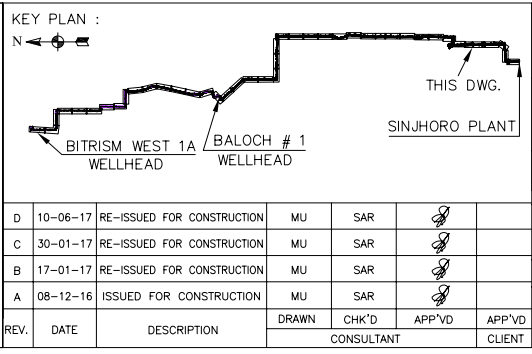 KEY PLAN :
N
THIS DWG.
SINJHORO PLANT
BITRISM WEST 1A
WELLHEAD
BALOCH # 1
WELLHEAD
D 10-06-17 RE-ISSUED FOR CONSTRUCTION MU SAR
C 30-01-17 RE-ISSUED FOR CONSTRUCTION MU SAR
B 17-01-17 RE-ISSUED FOR CONSTRUCTION MU SAR
A 08-12-16 ISSUED FOR CONSTRUCTION MU SAR
REV. DATE DESCRIPTION DRAWN CHK'D APP'VD APP'VD
CONSULTANT CLIENT